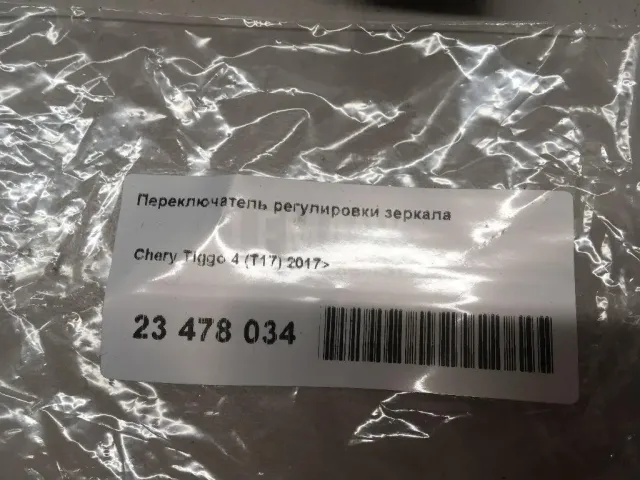 Переключатель регулировки зеркала
Chery Tiggo 4 (T17) 2017>
23 478 034